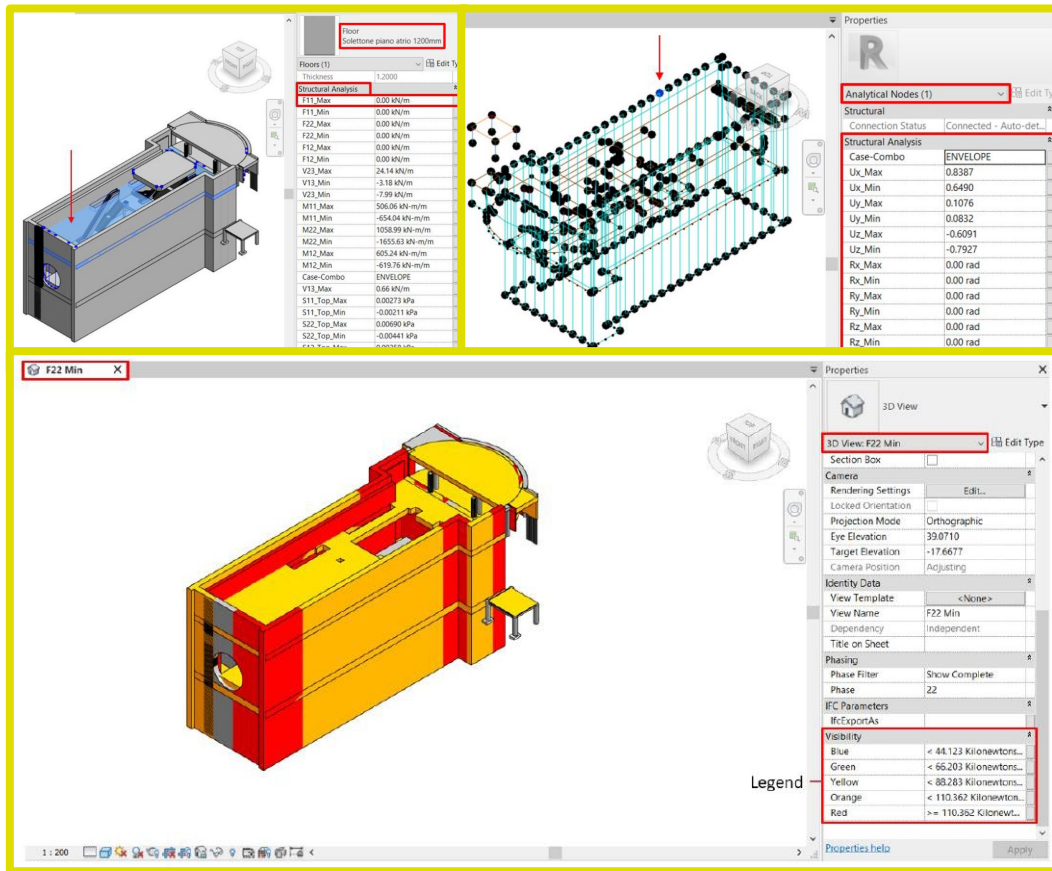 Floor
Solettone piano atrio 1200mm
Floors (1)
Edit Ty
Thickness 1.2000
Structural Analysis
F11_Max 0.00 kN/m
F11_Min 0.00 kN/m
F22_Max 0.00 kN/m
F22_Min 0.00 kN/m
F12_Max 0.00 kN/m
F12_Min 0.00 kN/m
V23_Max 24.14 kN/m
V13_Min -3.18 kN/m
V23_Min -7.99 kN/m
M11_Max 506.06 kN-m/m
M11_Min -654.04 kN-m/m
M22_Max 1058.99 kN-m/m
M22_Min -1655.63 kN-m/m
M12_Max 605.24 kN-m/m
M12_Min -619.76 kN-m/m
Case-Combo ENVELOPE
V13_Max 0.66 kN/m
S11_Top_Max 0.00273 kPa
S11_Top_Min -0.00211 kPa
S22_Top_Max 0.00690 kPa
S22_Top_Min -0.00441 kPa
Properties
R
Analytical Nodes (1)
Edit Ty
Structural
Connection Status Connected - Auto-det...
Structural Analysis
Case-Combo ENVELOPE
Ux_Max 0.8387
Ux_Min 0.6490
Uy_Max 0.1076
Uy_Min 0.0832
Uz_Max -0.6091
Uz_Min -0.7927
Rx_Max 0.00 rad
Rx_Min 0.00 rad
Ry_Max 0.00 rad
Ry_Min 0.00 rad
Rz_Max 0.00 rad
Rz_Min 0.00 rad
F22 Min X
Properties X
3D View
3D View: F22 Min
Edit Type
Section Box
Camera
Rendering Settings Edit...
Locked Orientation
Projection Mode Orthographic
Eye Elevation 39.0710
Target Elevation -17.6677
Camera Position Adjusting
Identity Data
View Template <None>
View Name F22 Min
Dependency Independent
Title on Sheet
Phasing
Phase Filter Show Complete
Phase 22
IFC Parameters
IfcExportAs
Visibility
Blue < 44.123 Kilonewtons...
Green < 66.203 Kilonewtons...
Yellow < 88.283 Kilonewtons...
Orange < 110.362 Kilonewton...
Red >= 110.362 Kilonewt...
Legend
Properties help
Apply
1 : 200